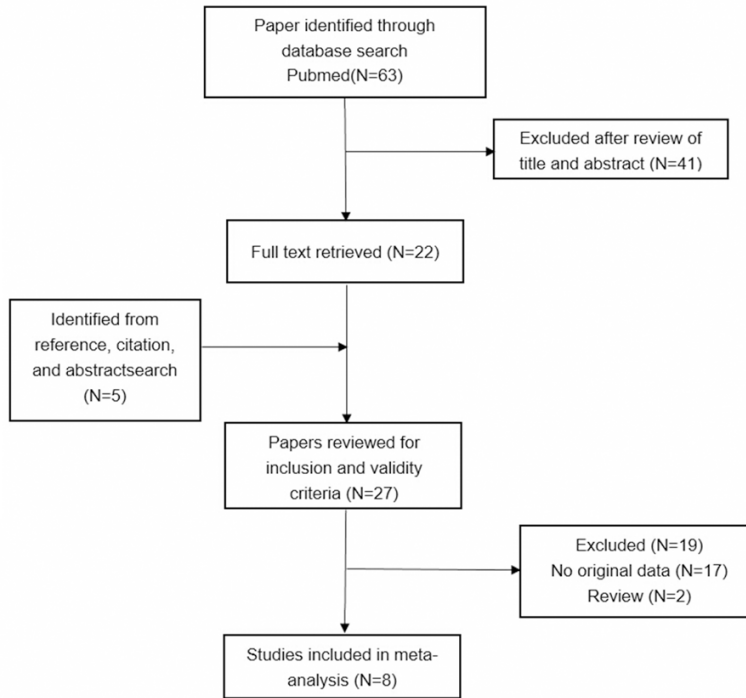 Paper identified through
database search
Pubmed(N=63)
Excluded after review of
title and abstract (N=41)
Full text retrieved (N=22)
Identified from
reference, citation,
and abstractsearch
(N=5)
Papers reviewed for
inclusion and validity
criteria (N=27)
Excluded (N=19)
No original data (N=17)
Review (N=2)
Studies included in meta-
analysis (N=8)